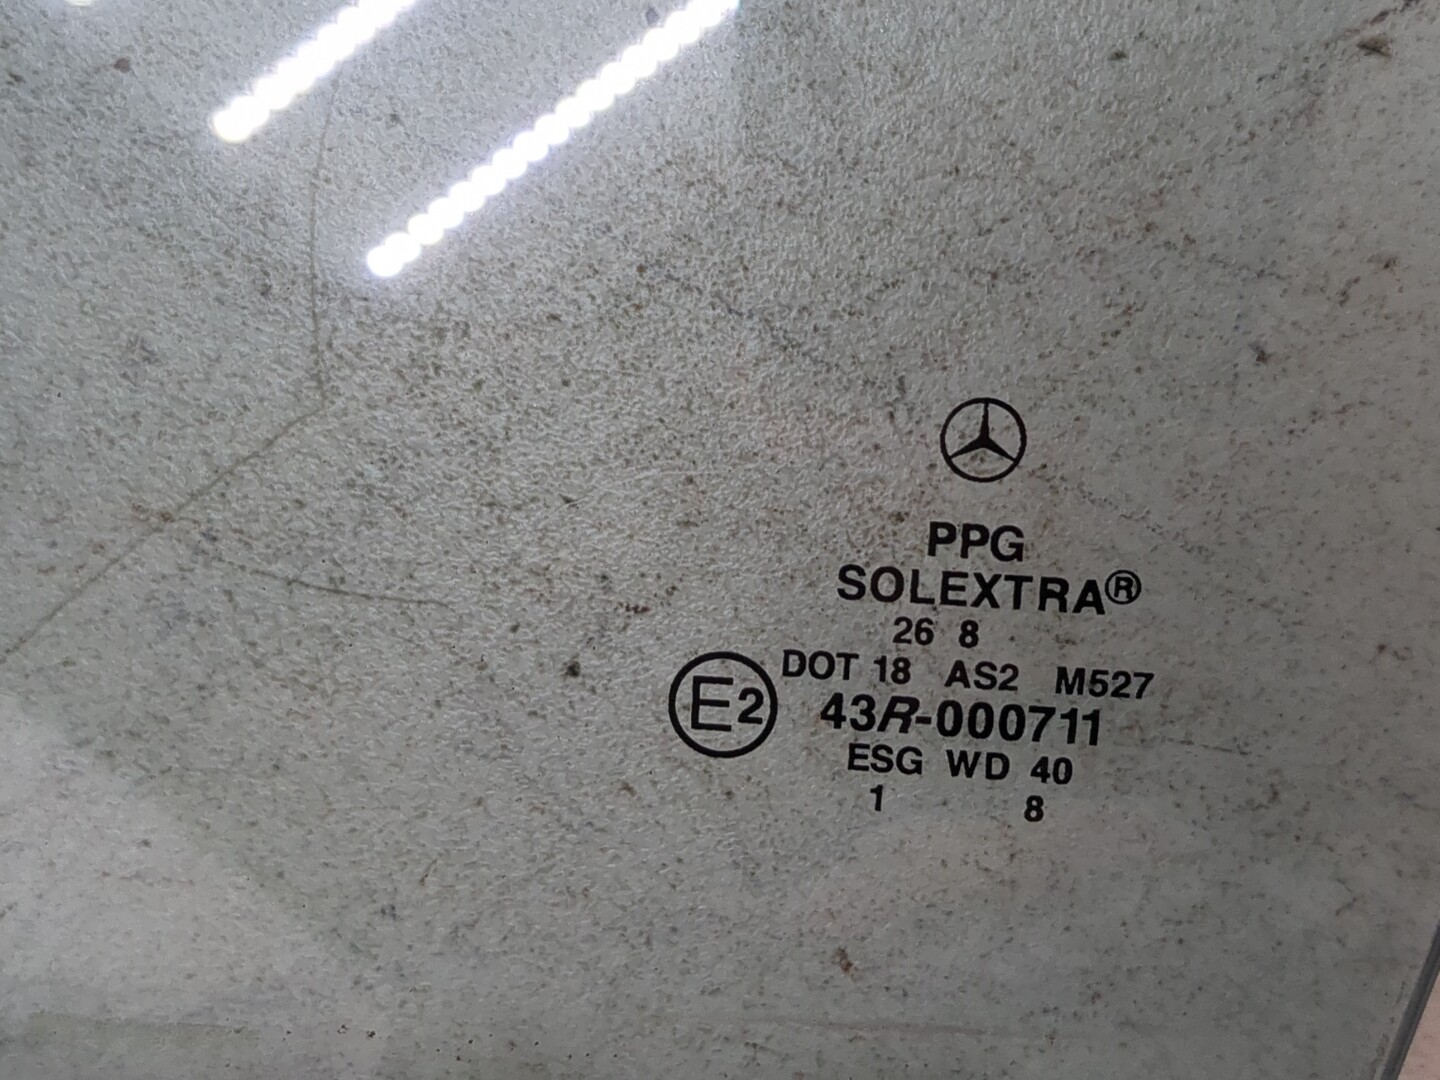 PPG
SOLEXTRA®
26 8
DOT 18 AS2 M527
E2 43R-000711
ESG WD 40
1 8